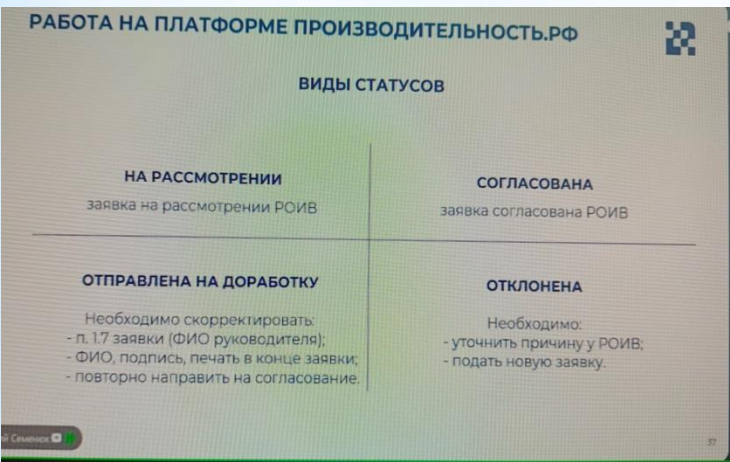 РАБОТА НА ПЛАТФОРМЕ ПРОИЗВОДИТЕЛЬНОСТЬ.РФ
ВИДЫ СТАТУСОВ
НА РАССМОТРЕНИИ
заявка на рассмотрении РОИВ
СОГЛАСОВАНА
заявка согласована РОИВ
ОТПРАВЛЕНА НА ДОРАБОТКУ
Необходимо скорректировать:
- п. 1.7 заявки (ФИО руководителя);
- ФИО, подпись, печать в конце заявки;
- повторно направить на согласование.
ОТКЛОНЕНА
Необходимо:
- уточнить причину у РОИВ;
- подать новую заявку.
ий Семенюк
37